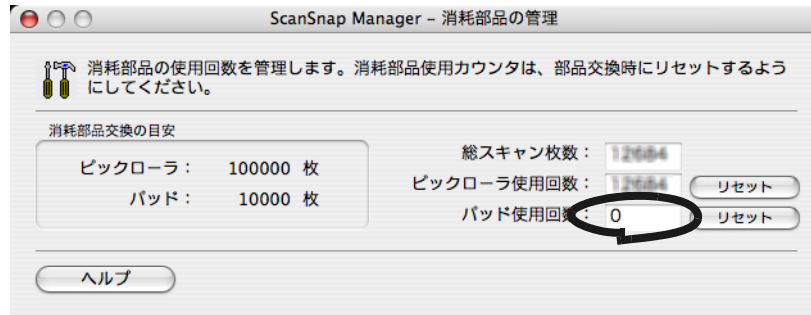 ScanSnap Manager – 消耗部品の管理
消耗部品の使用回数を管理します。消耗部品使用カウンタは、部品交換時にリセットするよう
にしてください。
消耗部品交換の目安
ピックローラ： 100000 枚
パッド： 10000 枚
総スキャン枚数：
ピックローラ使用回数： リセット
パッド使用回数： 0 リセット
ヘルプ